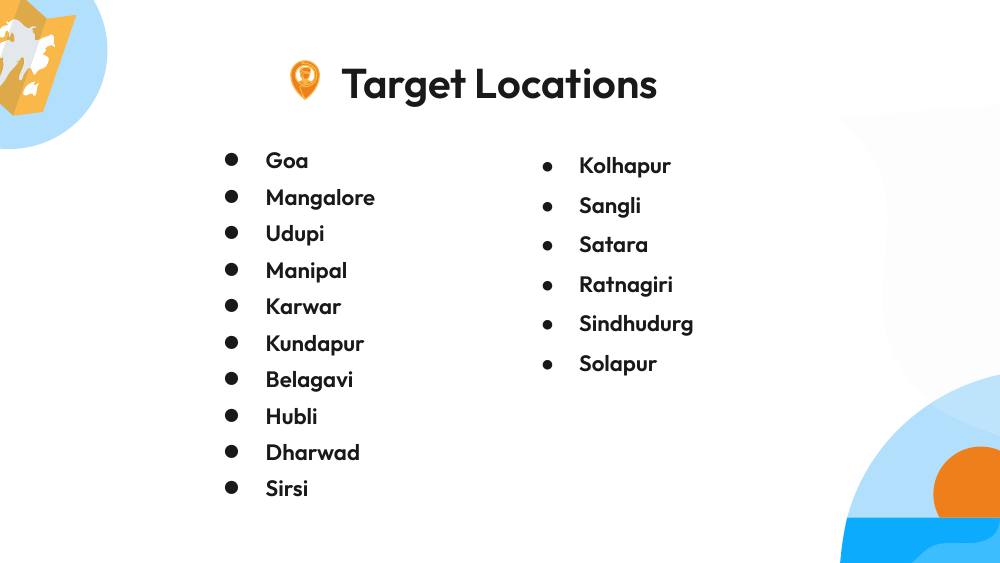 Target Locations
● Goa
● Mangalore
● Udupi
● Manipal
● Karwar
● Kundapur
● Belagavi
● Hubli
● Dharwad
● Sirsi
● Kolhapur
● Sangli
● Satara
● Ratnagiri
● Sindhudurg
● Solapur